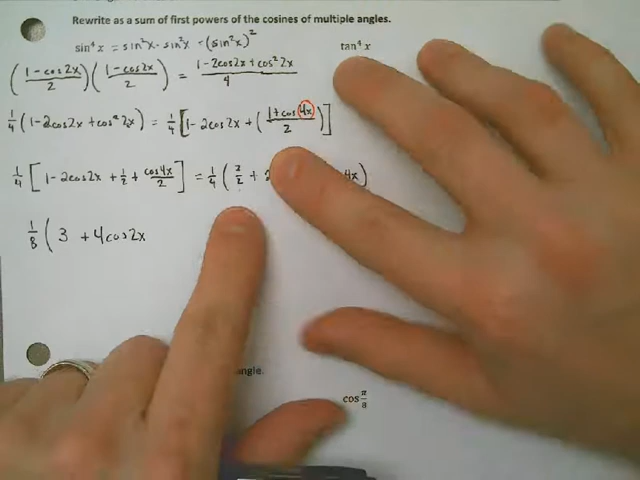 Rewrite as a sum of first powers of the cosines of multiple angles.
sin⁴x = sin²x · sin²x = (sin²x)² tan⁴x
((1-cos2x)/2)((1-cos2x)/2) = (1-2cos2x+cos²2x)/4
1/4(1-2cos2x+cos²2x) = 1/4[1-2cos2x+((1+cos4x)/2)]
1/4[1-2cos2x+1/2+cos4x/2] = 1/4(3/2 + 2 4x)
1/8(3 +4cos2x
angle.
cos π/8